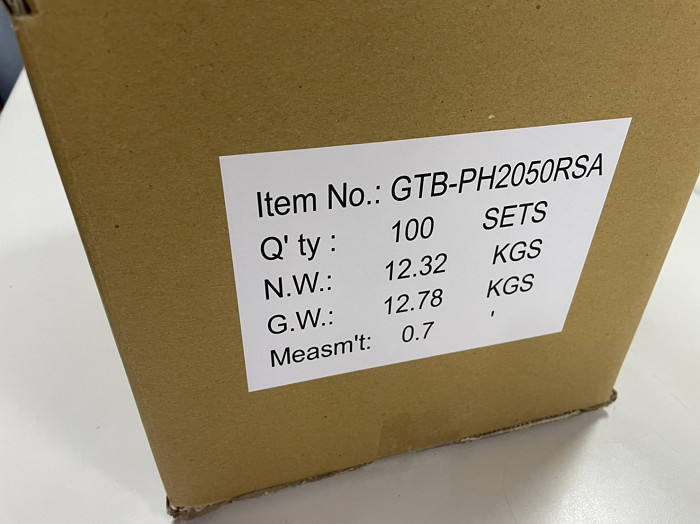 Item No.: GTB-PH2050RSA
Q' ty : 100 SETS
N.W.: 12.32 KGS
G.W.: 12.78 KGS
Measm't: 0.7 '